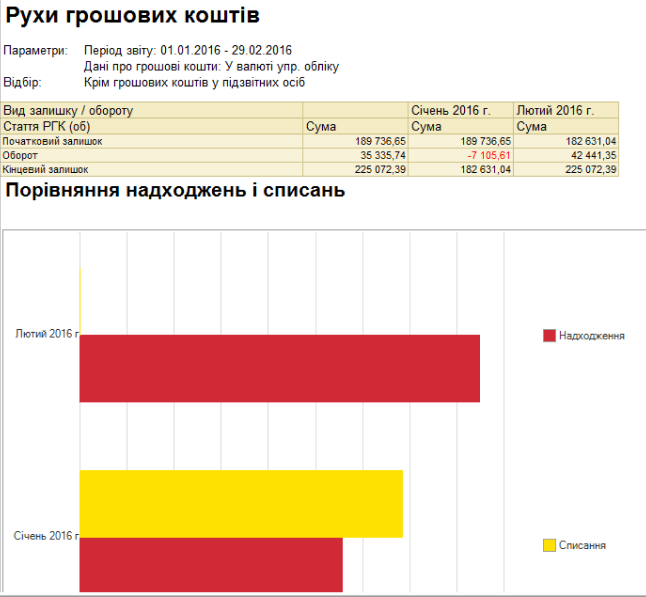 Рухи грошових коштів
Параметри: Період звіту: 01.01.2016 - 29.02.2016
Дані про грошові кошти: У валюті упр. обліку
Відбір: Крім грошових коштів у підзвітних осіб
Вид залишку / обороту Січень 2016 г. Лютий 2016 г.
Стаття РГК (об) Сума Сума Сума
Початковий залишок 189 736,65 189 736,65 182 631,04
Оборот 35 335,74 -7 105,61 42 441,35
Кінцевий залишок 225 072,39 182 631,04 225 072,39
Порівняння надходжень і списань
Лютий 2016 г
Надходження
Січень 2016 г
Списання